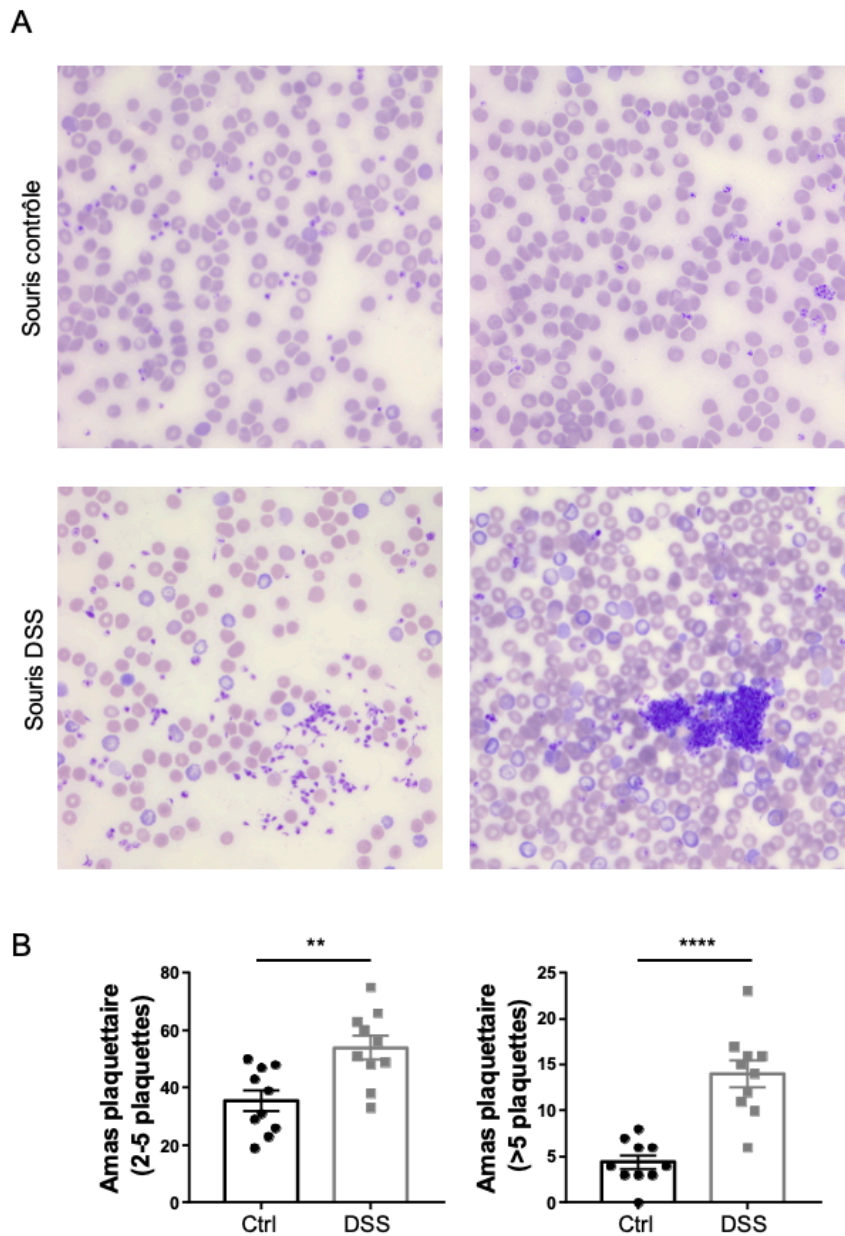 A
Souris contrôle
Souris DSS
B
**
Amas plaquettaire
(2-5 plaquettes)
80
60
40
20
0
Ctrl
DSS
****
Amas plaquettaire
(>5 plaquettes)
25
20
15
10
5
0
Ctrl
DSS